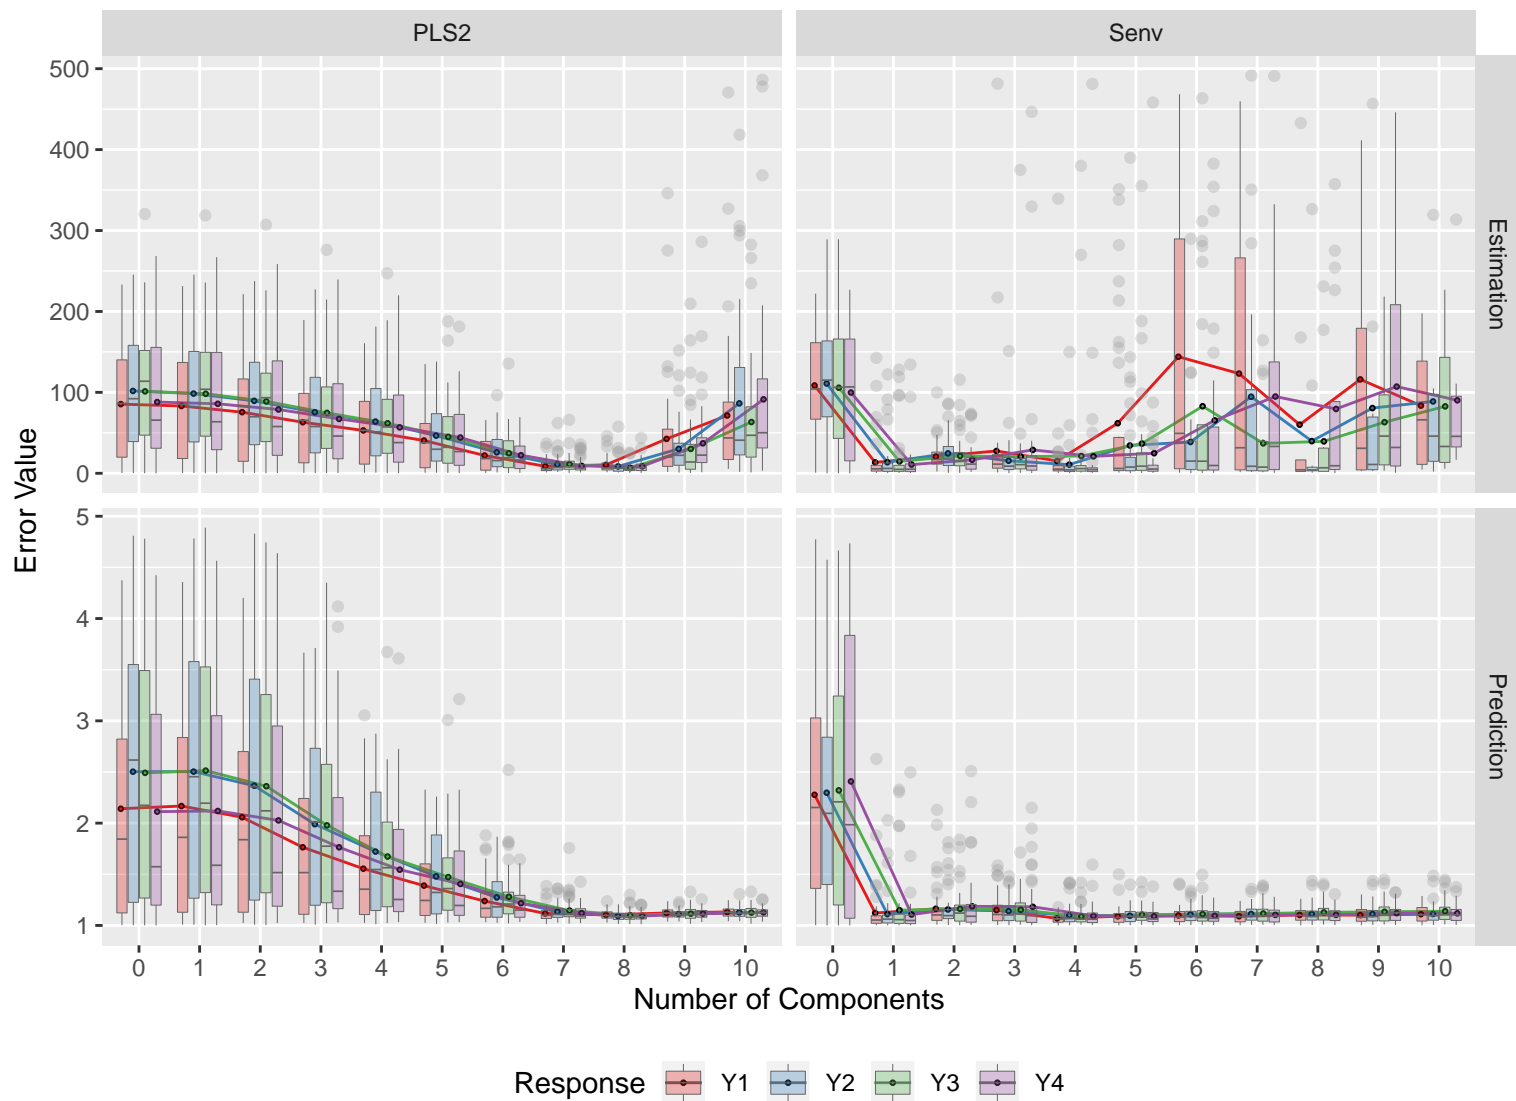 PLS2 Senv
500
400
300
200
100
0
Estimation
5
4
3
2
1
Prediction
Error Value
0 1 2 3 4 5 6 7 8 9 10 0 1 2 3 4 5 6 7 8 9 10
Number of Components
Response Y1 Y2 Y3 Y4